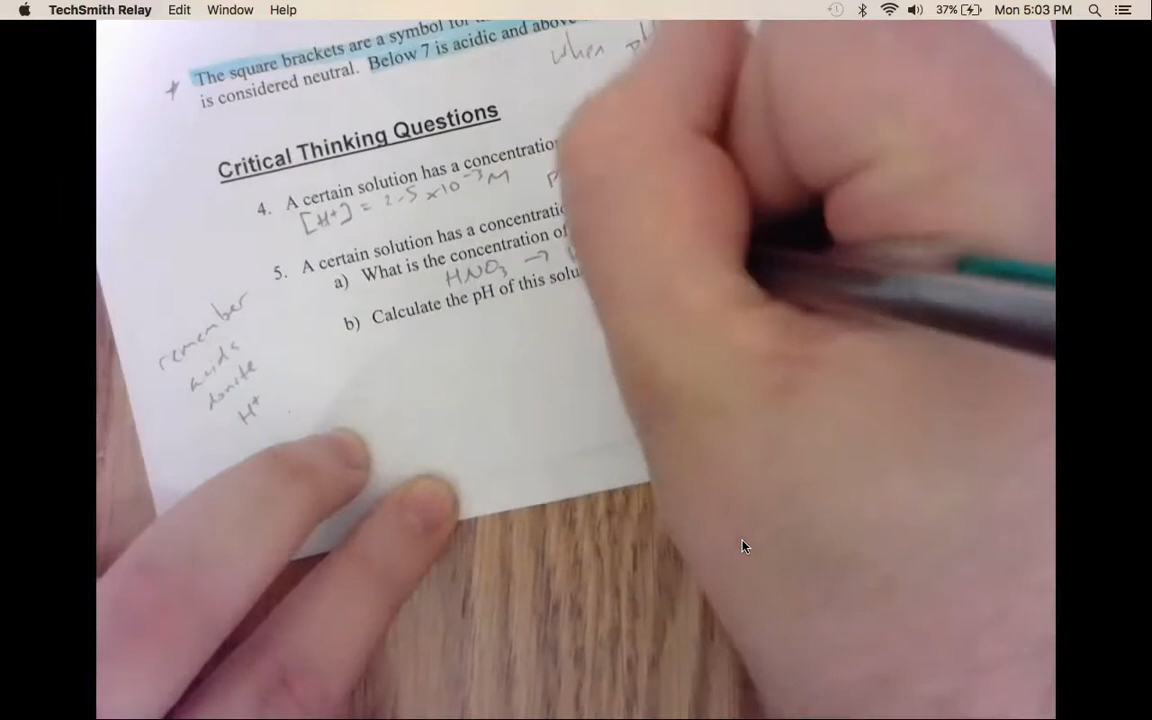 TechSmith Relay Edit Window Help 37% Mon 5:03 PM
The square brackets are a symbol for
is considered neutral. Below 7 is acidic and above
when
Critical Thinking Questions
4. A certain solution has a concentratio
[H+] = 2.5 x10-3 M
5. A certain solution has a concentratio
a) What is the concentration of
HNO3 →
b) Calculate the pH of this solu
remember
acids
donate
H+